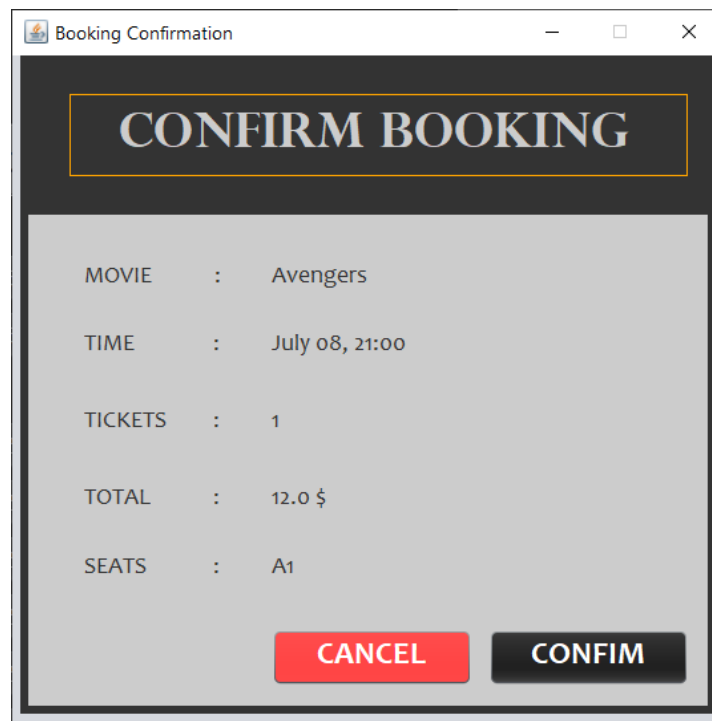 Booking Confirmation
CONFIRM BOOKING
MOVIE : Avengers
TIME : July 08, 21:00
TICKETS : 1
TOTAL : 12.0 $
SEATS : A1
CANCEL CONFIM